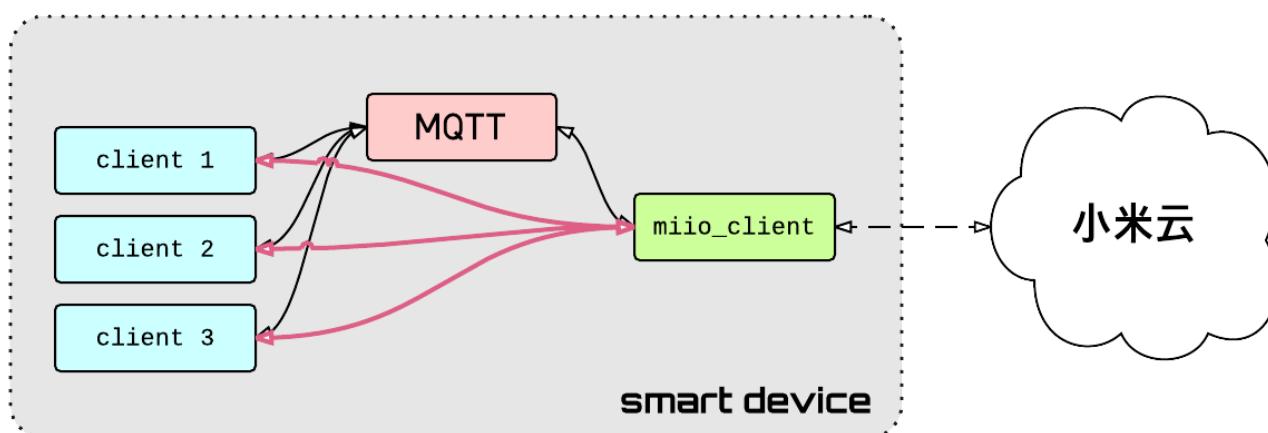 MQTT
client 1
client 2
client 3
miio_client
小米云
smart device